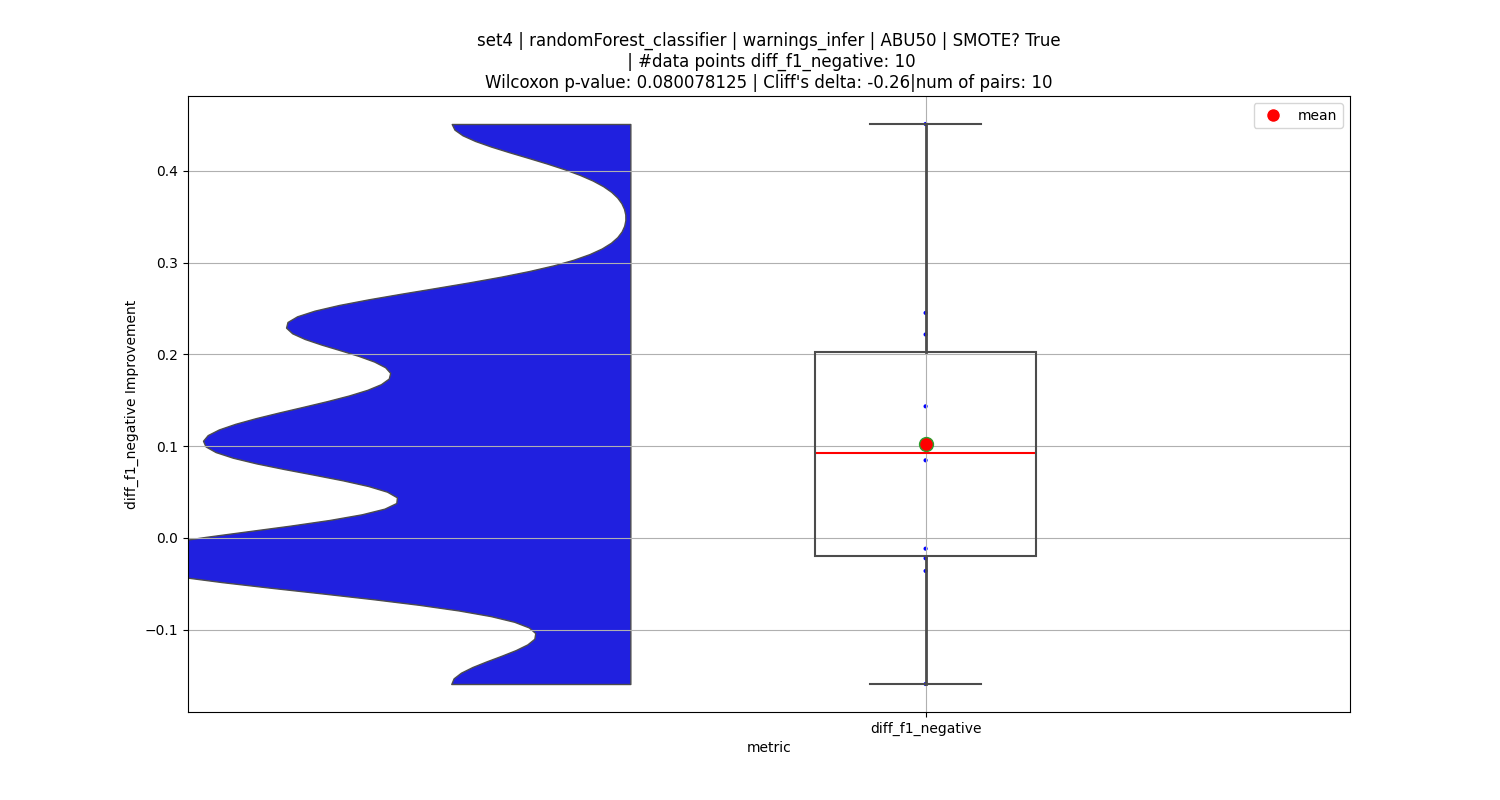 set4 | randomForest_classifier | warnings_infer | ABU50 | SMOTE? True
| #data points diff_f1_negative: 10
Wilcoxon p-value: 0.080078125 | Cliff's delta: -0.26|num of pairs: 10
mean
0.4
0.3
0.2
0.1
0.0
−0.1
diff_f1_negative Improvement
diff_f1_negative
metric